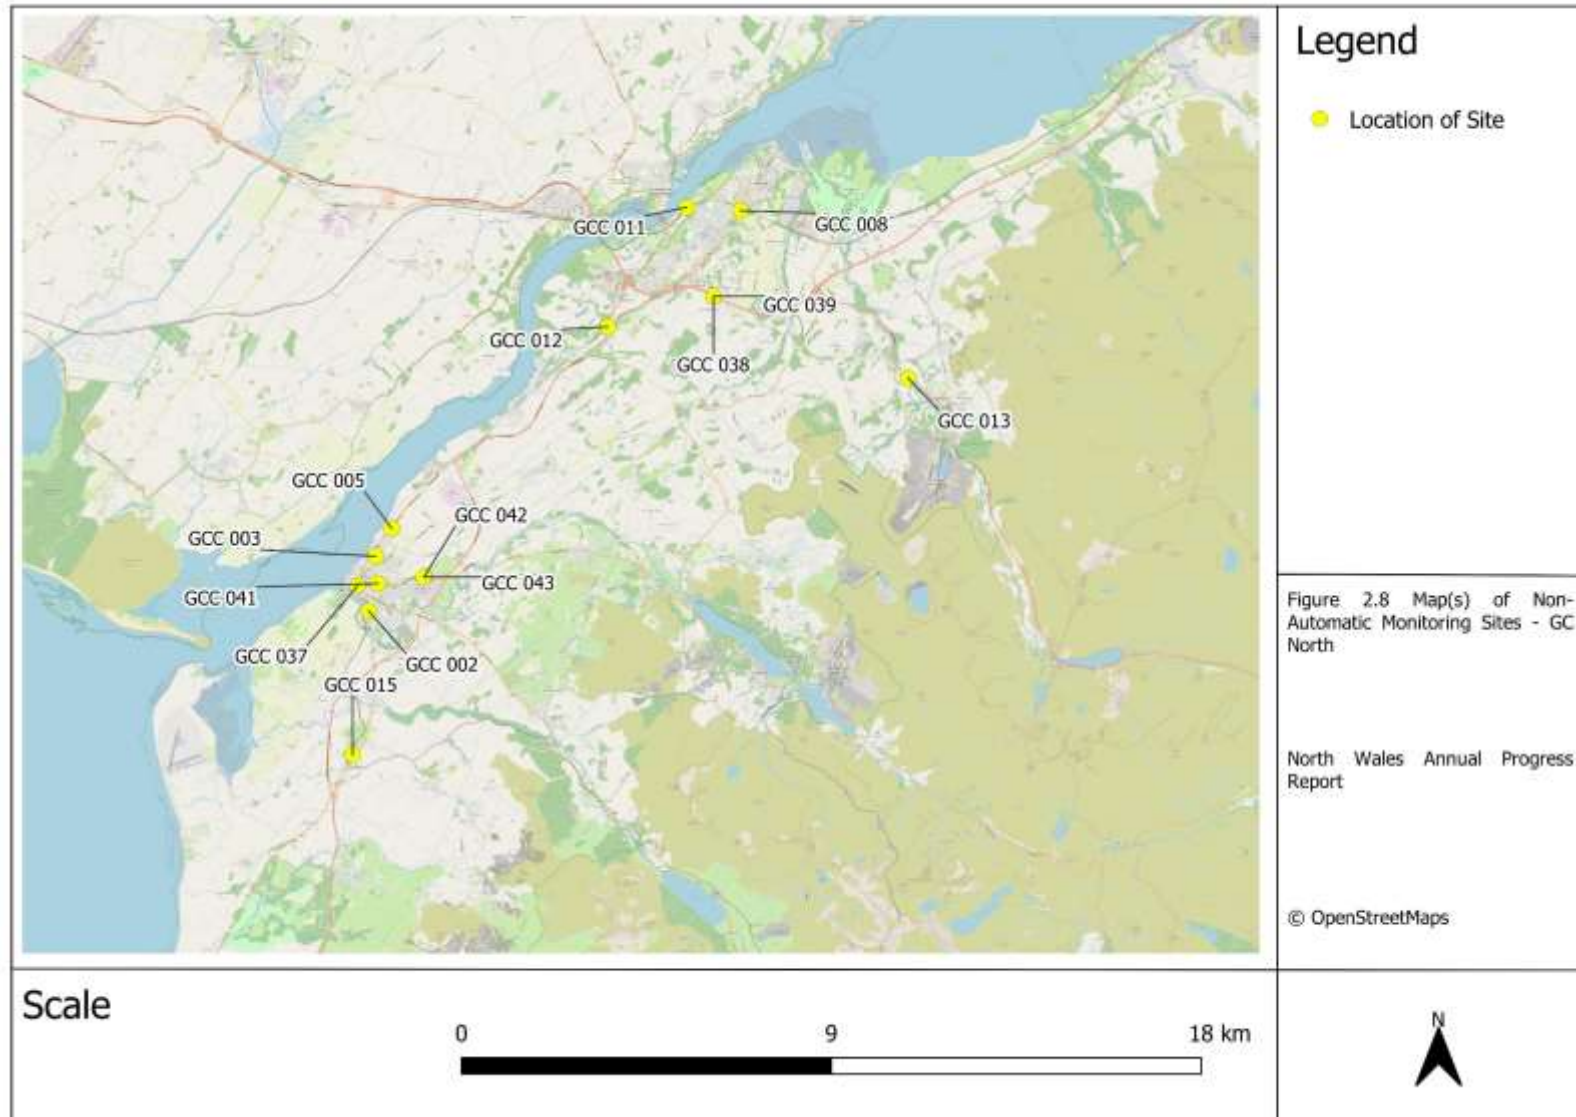 Legend
Location of Site
GCC 011
GCC 008
GCC 039
GCC 012
GCC 038
GCC 013
GCC 005
GCC 042
GCC 003
GCC 043
GCC 041
GCC 037
GCC 002
GCC 015
Figure 2.8 Map(s) of Non-
Automatic Monitoring Sites - GC
North
North Wales Annual Progress
Report
© OpenStreetMaps
Scale
0 9 18 km
N